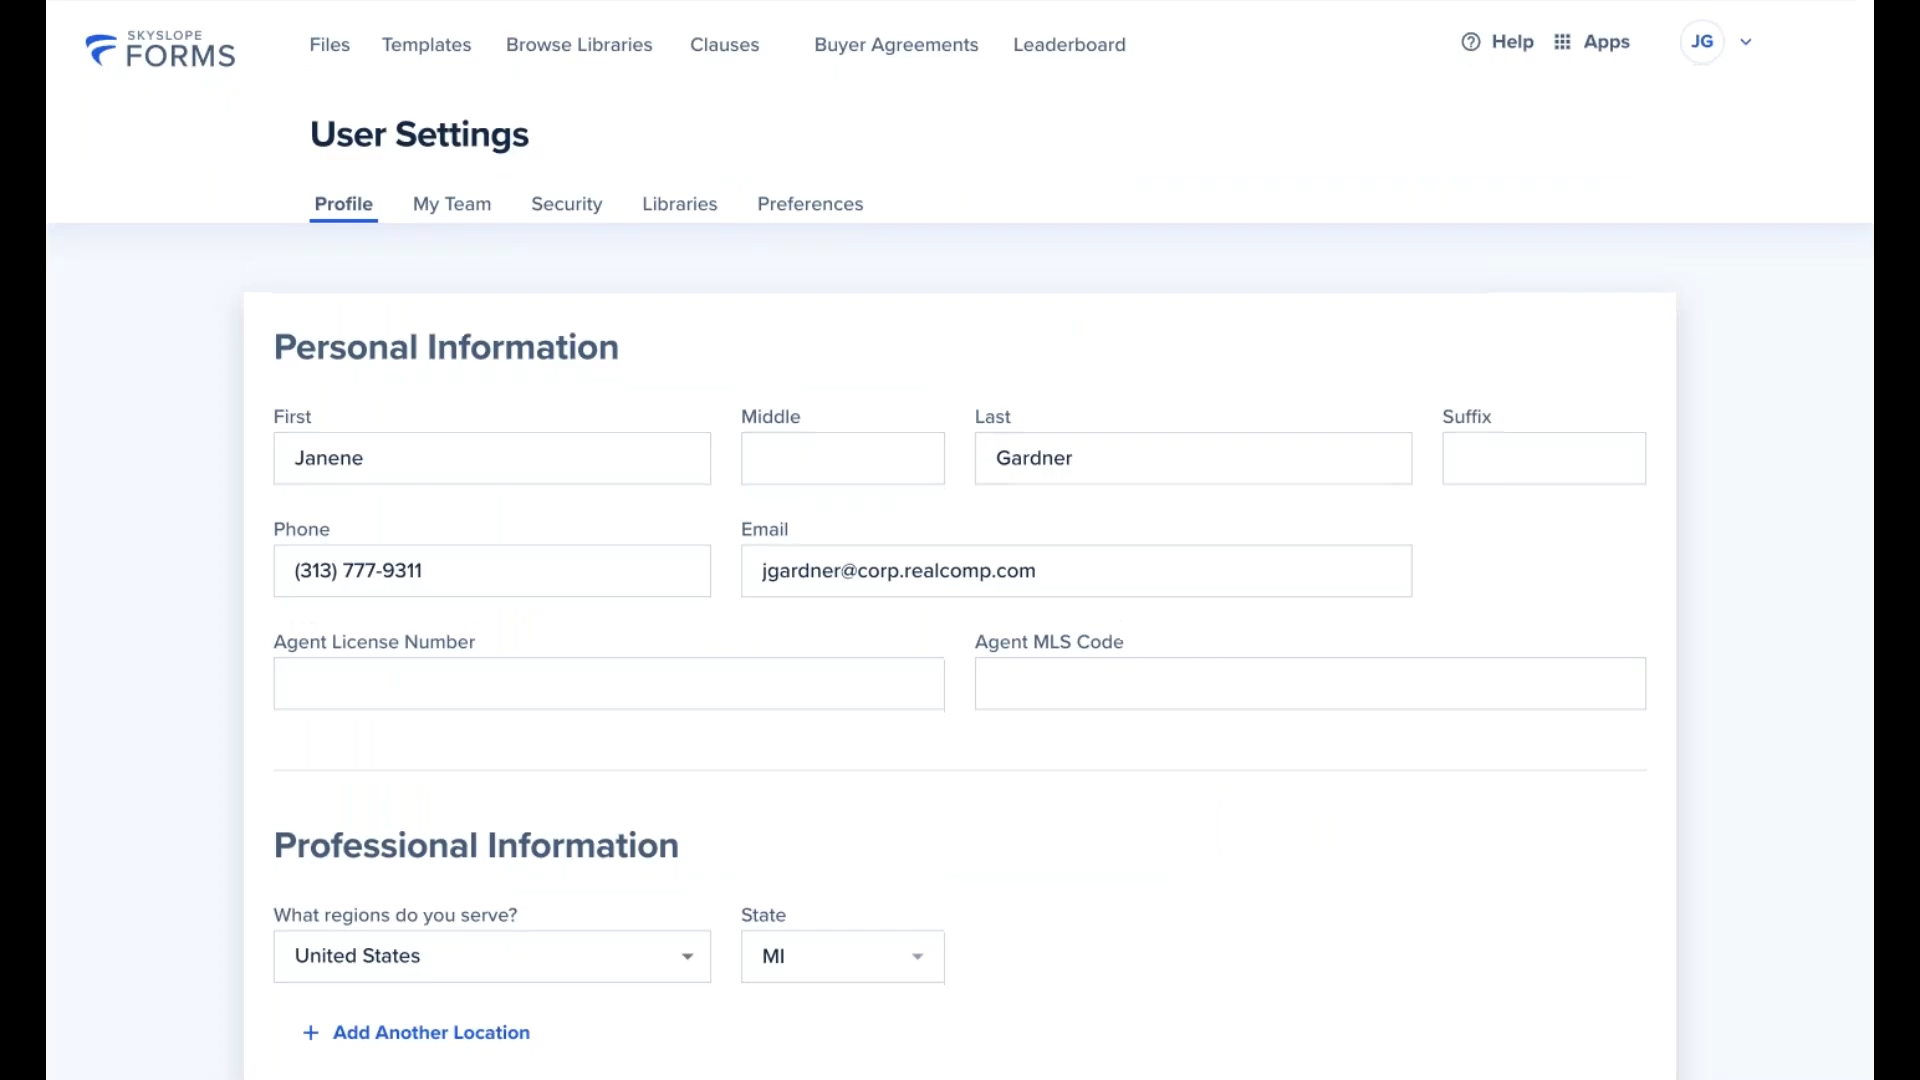 SKYSLOPE
FORMS
Files Templates Browse Libraries Clauses Buyer Agreements Leaderboard
Help Apps JG
User Settings
Profile My Team Security Libraries Preferences
Personal Information
First Middle Last Suffix
Janene Gardner
Phone Email
(313) 777-9311 jgardner@corp.realcomp.com
Agent License Number Agent MLS Code
Professional Information
What regions do you serve? State
United States MI
+ Add Another Location